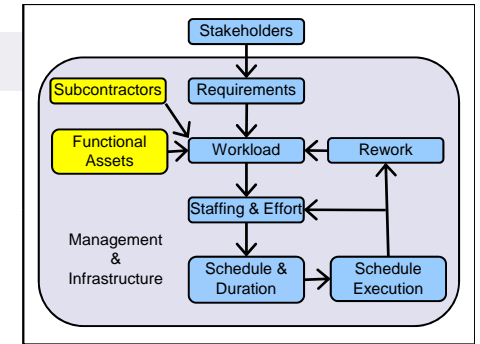 Stakeholders
Subcontractors
Requirements
Functional
Assets
Workload
Rework
Staffing & Effort
Management
&
Infrastructure
Schedule &
Duration
Schedule
Execution